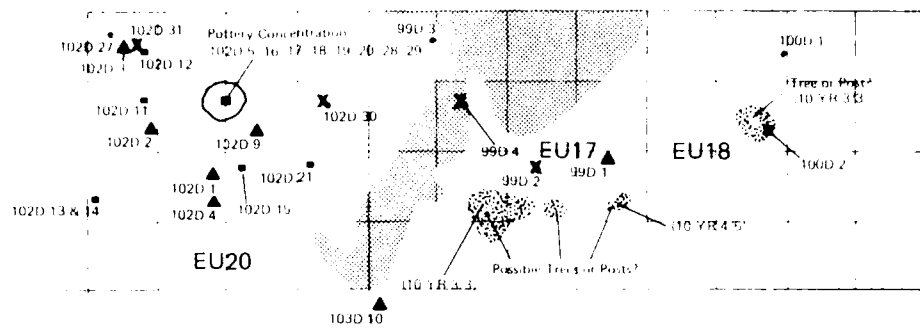 102D 31
102D 27
102D 12
Pottery Concentration
102D 5, 16, 17, 18, 19, 20, 28, 29
99D 3
100D 1
Tree or Post?
(10 YR 3/3
102D 11
102D 2
102D 9
102D 30
99D 4
EU17
EU18
100D 2
102D 1
102D 21
99D 2
99D 1
102D 13 & 14
102D 4
102D 15
(10 YR 4/5)
EU20
Possible Trees or Posts?
(10 YR 3/3)
103D 10